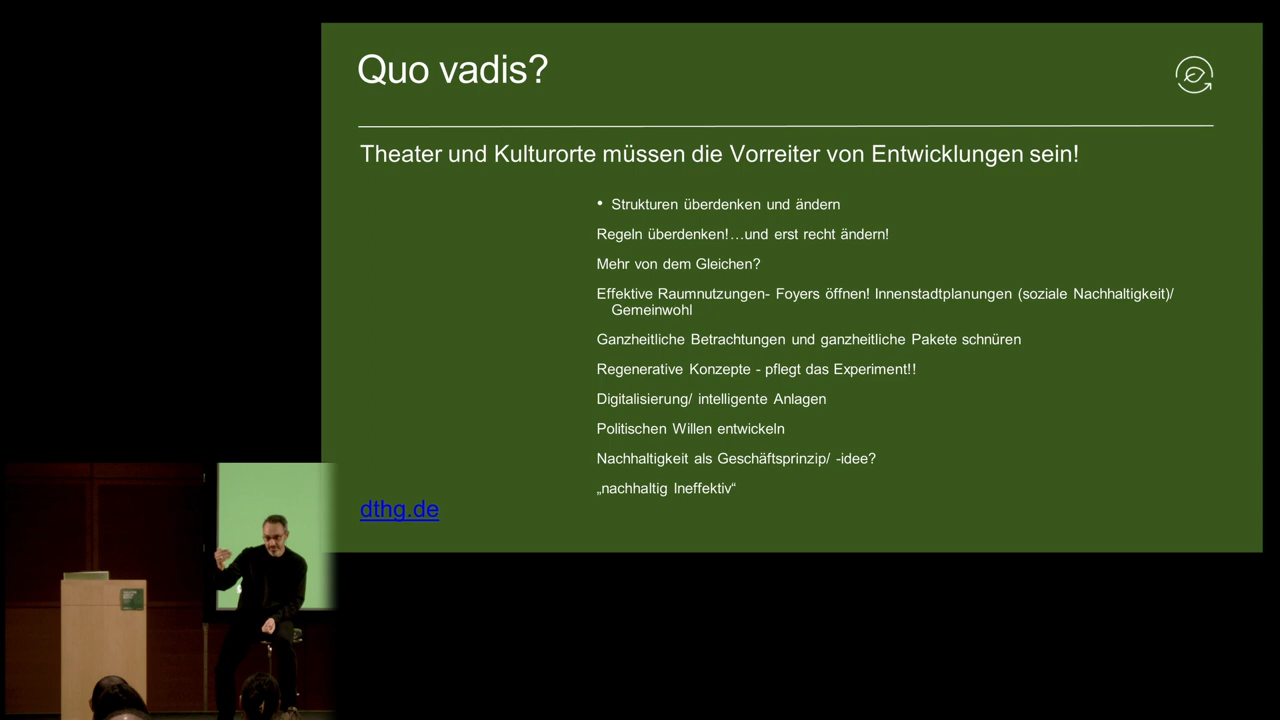 Quo vadis?
Theater und Kulturorte müssen die Vorreiter von Entwicklungen sein!
• Strukturen überdenken und ändern
Regeln überdenken!…und erst recht ändern!
Mehr von dem Gleichen?
Effektive Raumnutzungen- Foyers öffnen! Innenstadtplanungen (soziale Nachhaltigkeit)/
Gemeinwohl
Ganzheitliche Betrachtungen und ganzheitliche Pakete schnüren
Regenerative Konzepte - pflegt das Experiment!!
Digitalisierung/ intelligente Anlagen
Politischen Willen entwickeln
Nachhaltigkeit als Geschäftsprinzip/ -idee?
„nachhaltig Ineffektiv“
dthg.de